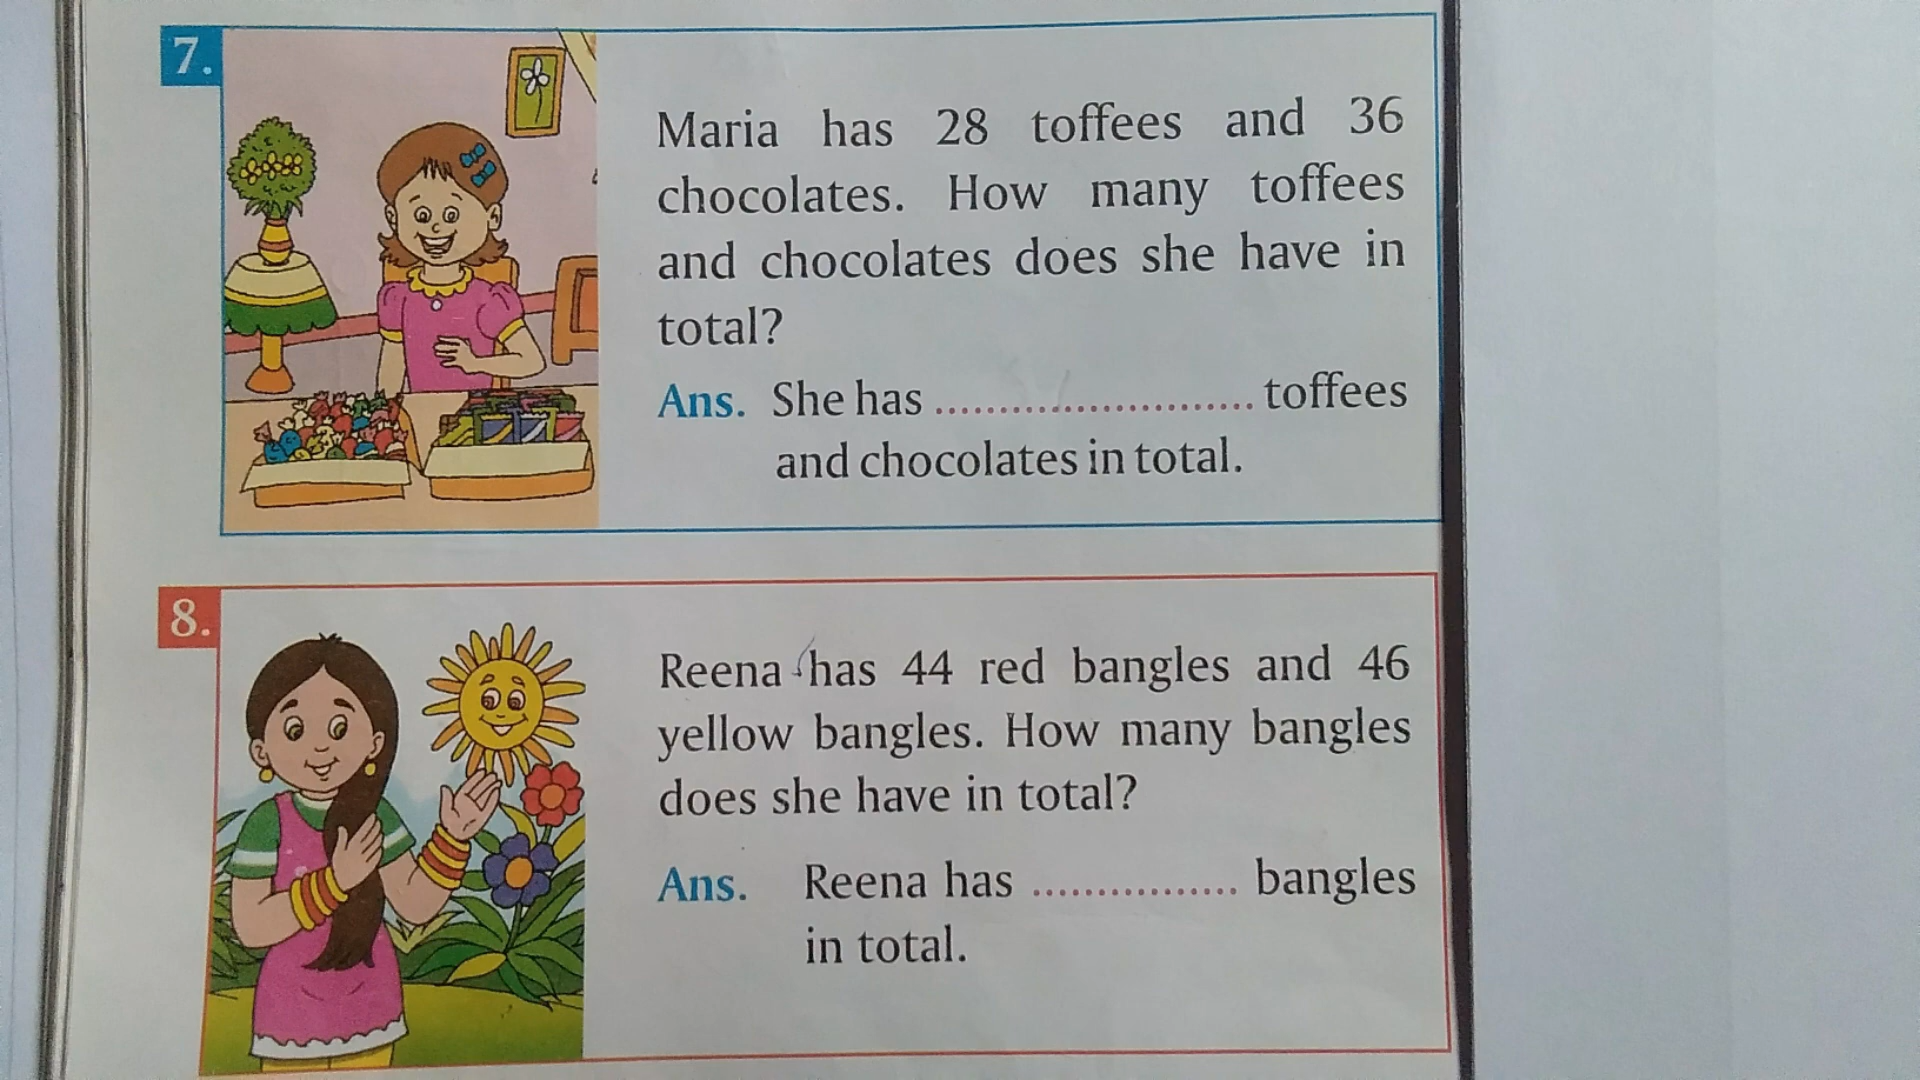 7.
Maria has 28 toffees and 36
chocolates. How many toffees
and chocolates does she have in
total?
Ans. She has ......................... toffees
and chocolates in total.
8.
Reena has 44 red bangles and 46
yellow bangles. How many bangles
does she have in total?
Ans. Reena has ................ bangles
in total.